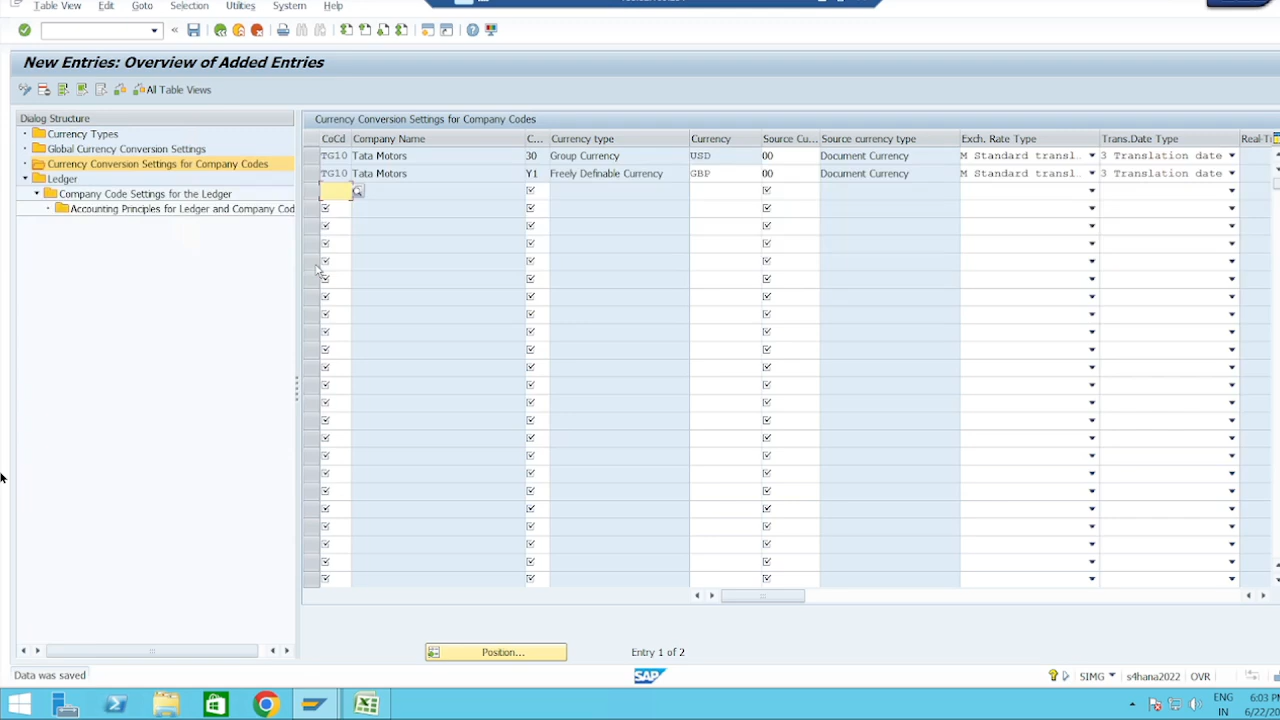 Table View Edit Goto Selection Utilities System Help
New Entries: Overview of Added Entries
All Table Views
Dialog Structure
Currency Types
Global Currency Conversion Settings
Currency Conversion Settings for Company Codes
Ledger
Company Code Settings for the Ledger
Accounting Principles for Ledger and Company Cod
Currency Conversion Settings for Company Codes
CoCd Company Name C... Currency type Currency Source Cu... Source currency type Exch. Rate Type Trans.Date Type Real-Ti
TG10 Tata Motors 30 Group Currency USD 00 Document Currency M Standard transl… 3 Translation date
TG10 Tata Motors Y1 Freely Definable Currency GBP 00 Document Currency M Standard transl… 3 Translation date
Position... Entry 1 of 2
Data was saved
SAP
SIMG s4hana2022 OVR
ENG
IN
6:03 PM
6/22/20